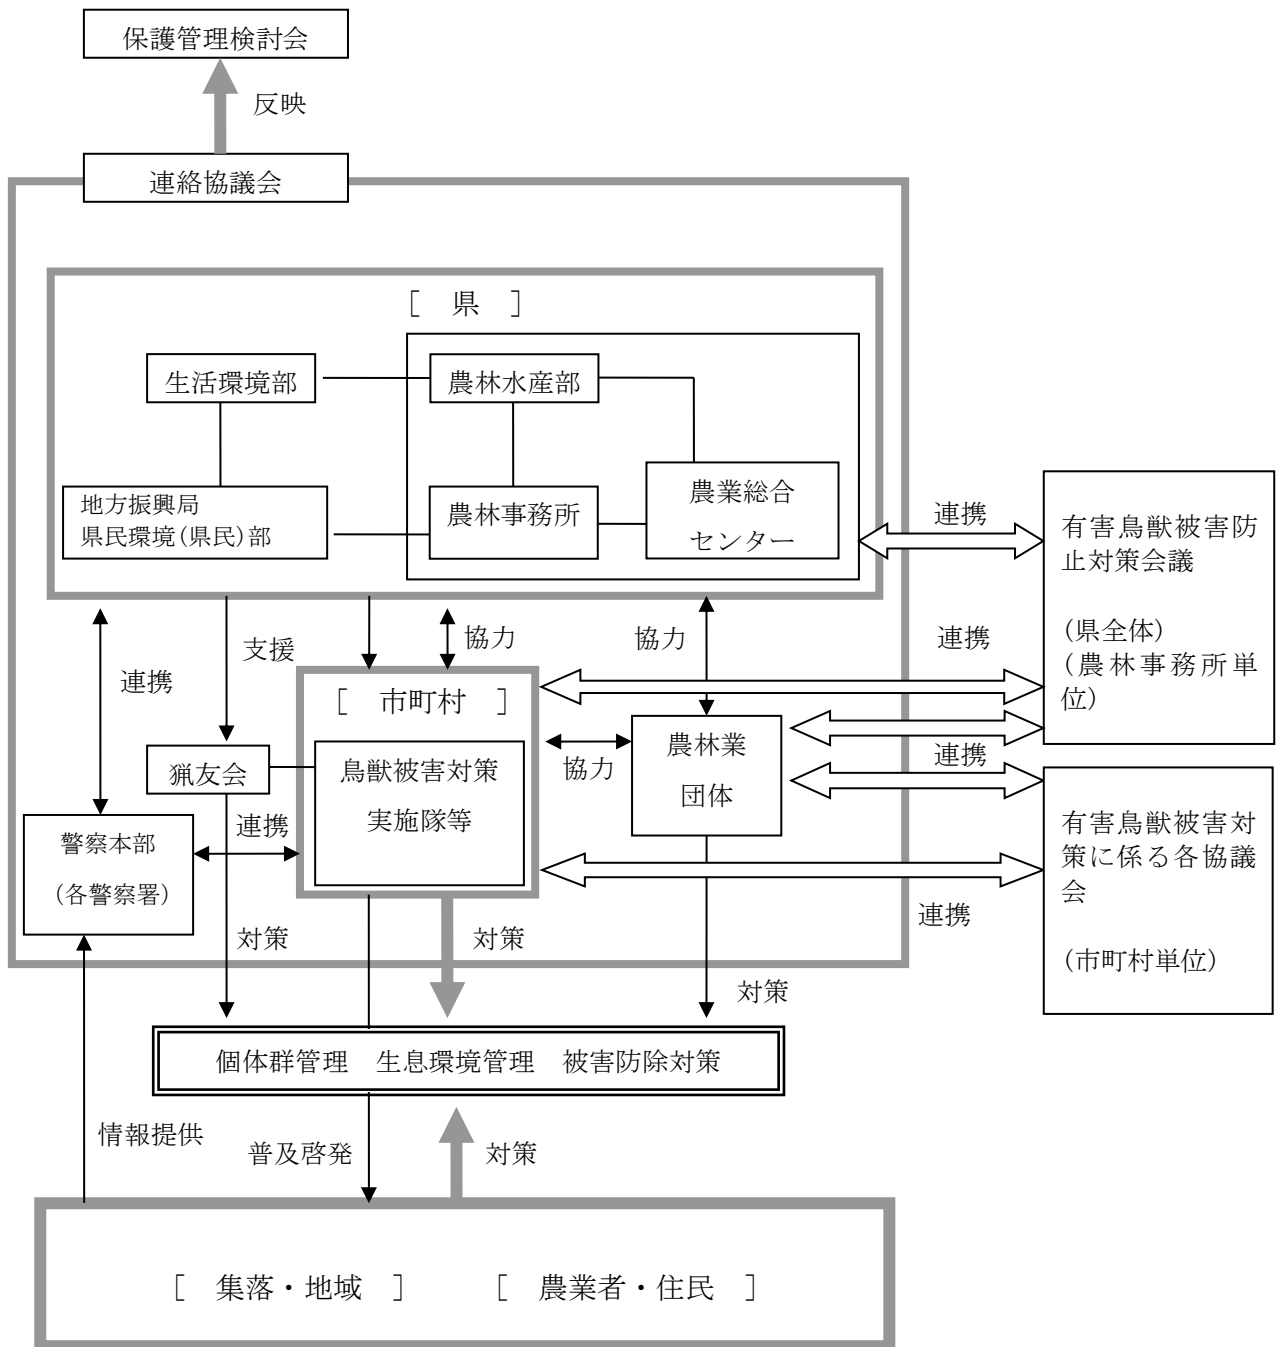 保護管理検討会
反映
連絡協議会
［　県　］
生活環境部
農林水産部
地方振興局
県民環境(県民)部
農林事務所
農業総合
センター
連携
有害鳥獣被害防
止対策会議
(県全体)
(農林事務所単
位)
連携
支援
協力
協力
連携
連携
［　市町村　］
鳥獣被害対策
実施隊等
猟友会
協力
農林業
団体
連携
警察本部
(各警察署)
連携
有害鳥獣被害対
策に係る各協議
会
(市町村単位)
対策
対策
対策
個体群管理　生息環境管理　被害防除対策
情報提供
普及啓発
対策
［　集落・地域　］　　［　農業者・住民　］